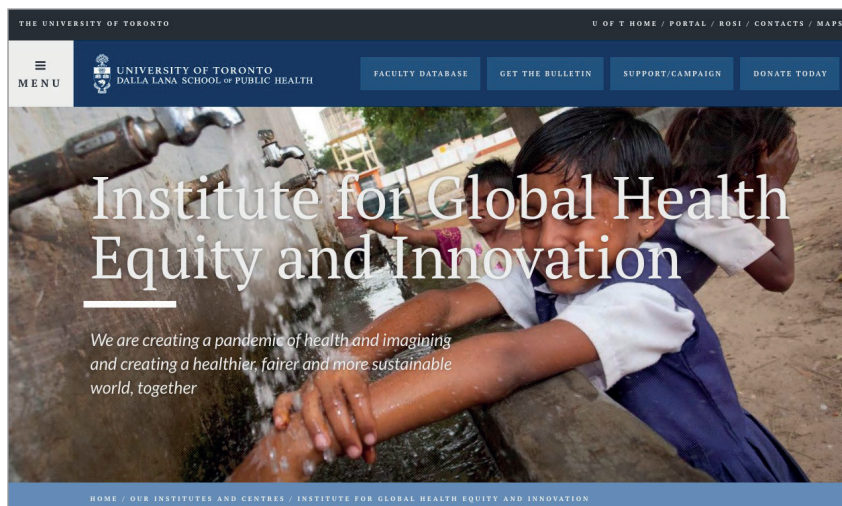 THE UNIVERSITY OF TORONTO
U OF T HOME / PORTAL / ROSI / CONTACTS / MAPS
MENU
UNIVERSITY OF TORONTO
DALLA LANA SCHOOL OF PUBLIC HEALTH
FACULTY DATABASE
GET THE BULLETIN
SUPPORT/CAMPAIGN
DONATE TODAY
Institute for Global Health
Equity and Innovation
We are creating a pandemic of health and imagining
and creating a healthier, fairer and more sustainable
world, together
HOME / OUR INSTITUTES AND CENTRES / INSTITUTE FOR GLOBAL HEALTH EQUITY AND INNOVATION